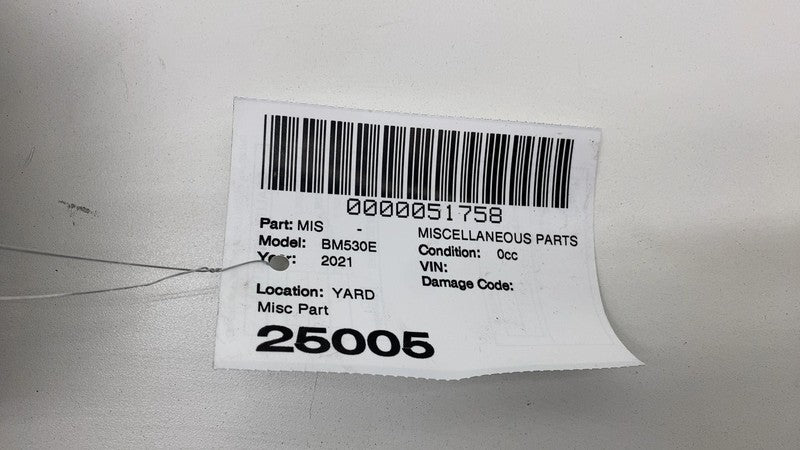 0000051758
Part: MIS - MISCELLANEOUS PARTS
Model: BM530E Condition: 0cc
Year: 2021 VIN:
Damage Code:
Location: YARD
Misc Part
25005